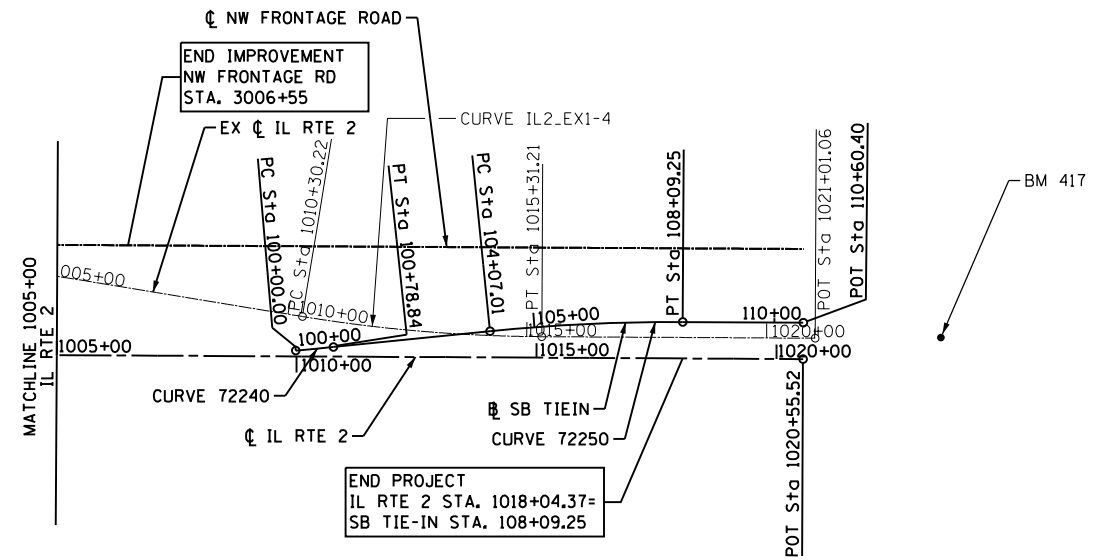 ℄ NW FRONTAGE ROAD
END IMPROVEMENT
NW FRONTAGE RD
STA. 3006+55
EX ℄ IL RTE 2
CURVE IL2_EX1-4
PC Sta 100+00.00
PC Sta 1010+30.22
PT Sta 100+78.84
PC Sta 104+07.01
PT Sta 1015+31.21
PT Sta 108+09.25
POT Sta 1021+01.06
POT Sta 110+60.40
BM 417
MATCHLINE 1005+00
IL RTE 2
005+00
1010+00
105+00
110+00
1015+00
1020+00
100+00
1005+00
1010+00
1015+00
1020+00
CURVE 72240
℄ IL RTE 2
B̲L SB TIEIN
CURVE 72250
END PROJECT
IL RTE 2 STA. 1018+04.37=
SB TIE-IN STA. 108+09.25
POT Sta 1020+55.52